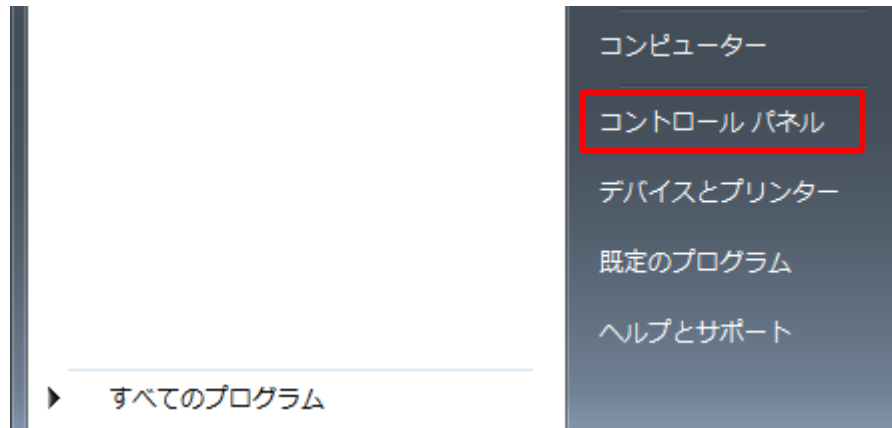 コンピューター
コントロール パネル
デバイスとプリンター
既定のプログラム
ヘルプとサポート
すべてのプログラム